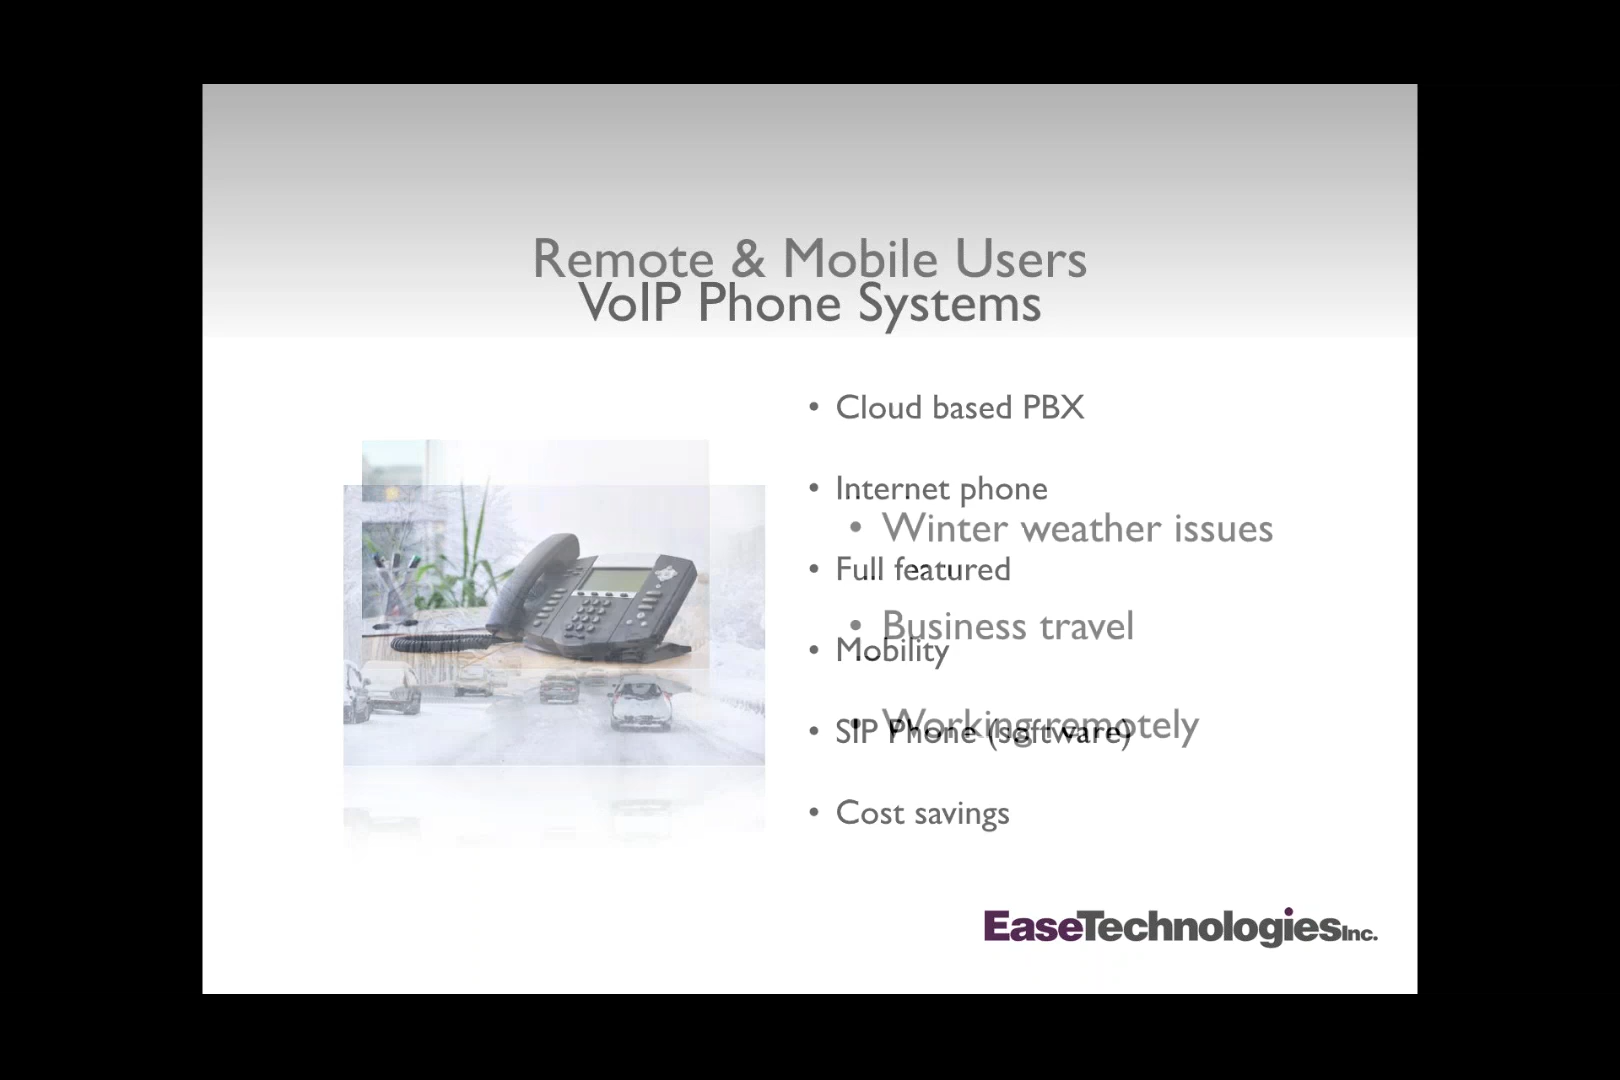 Remote & Mobile Users
VoIP Phone Systems
• Cloud based PBX
• Internet phone
• Winter weather issues
• Full featured
• Business travel
• Mobility
• Working remotely
• SIP Phone (software)
• Cost savings
EaseTechnologiesInc.